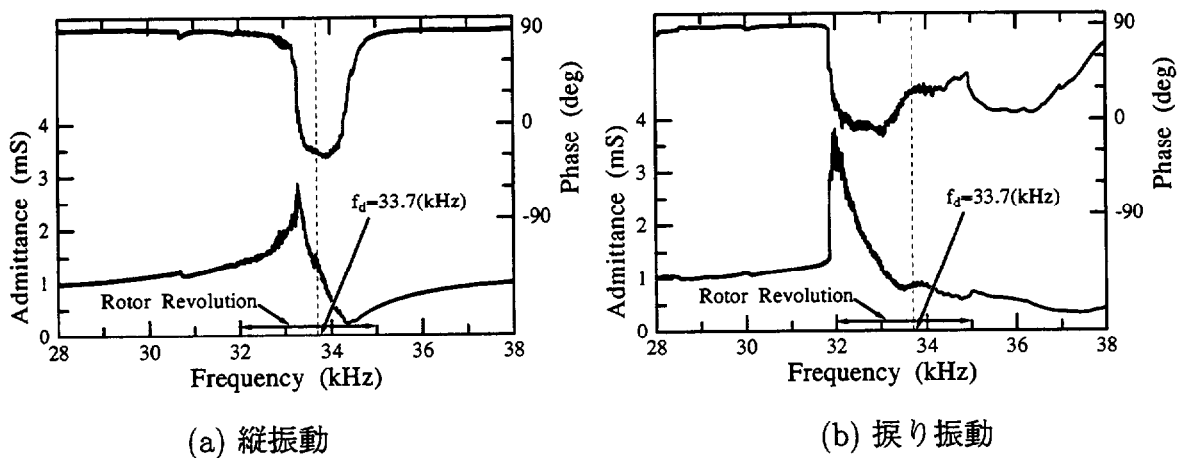 90
0
-90
Phase (deg)
4
3
2
1
0
Admittance (mS)
fd=33.7(kHz)
Rotor Revolution
28 30 32 34 36 38
Frequency (kHz)
(a) 縦振動
90
0
-90
Phase (deg)
4
3
2
1
0
Admittance (mS)
fd=33.7(kHz)
Rotor Revolution
28 30 32 34 36 38
Frequency (kHz)
(b) 捩り振動